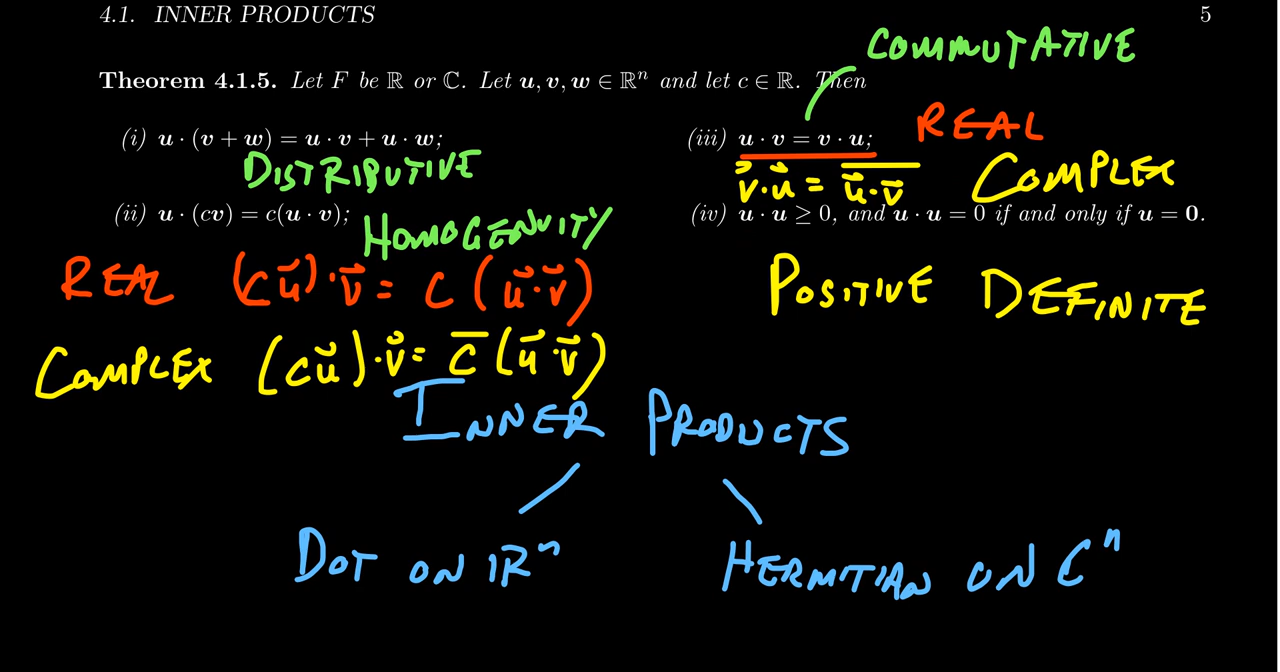 4.1. INNER PRODUCTS 5
COMMUTATIVE
Theorem 4.1.5. Let F be ℝ or ℂ. Let u, v, w ∈ ℝⁿ and let c ∈ ℝ. Then
(i) u · (v + w) = u · v + u · w;
DISTRIBUTIVE
(ii) u · (cv) = c(u · v);
HOMOGENUITY
REAL (cu⃗)·v⃗ = c (u⃗·v⃗)
COMPLEX (cu⃗)·v⃗ = c̅ (u⃗·v⃗)
(iii) u · v = v · u; REAL
v⃗·u⃗ = \overline{u⃗·v⃗} COMPLEX
(iv) u · u ≥ 0, and u · u = 0 if and only if u = 0.
POSITIVE DEFINITE
INNER PRODUCTS
DOT ON ℝⁿ HERMITIAN ON ℂⁿ